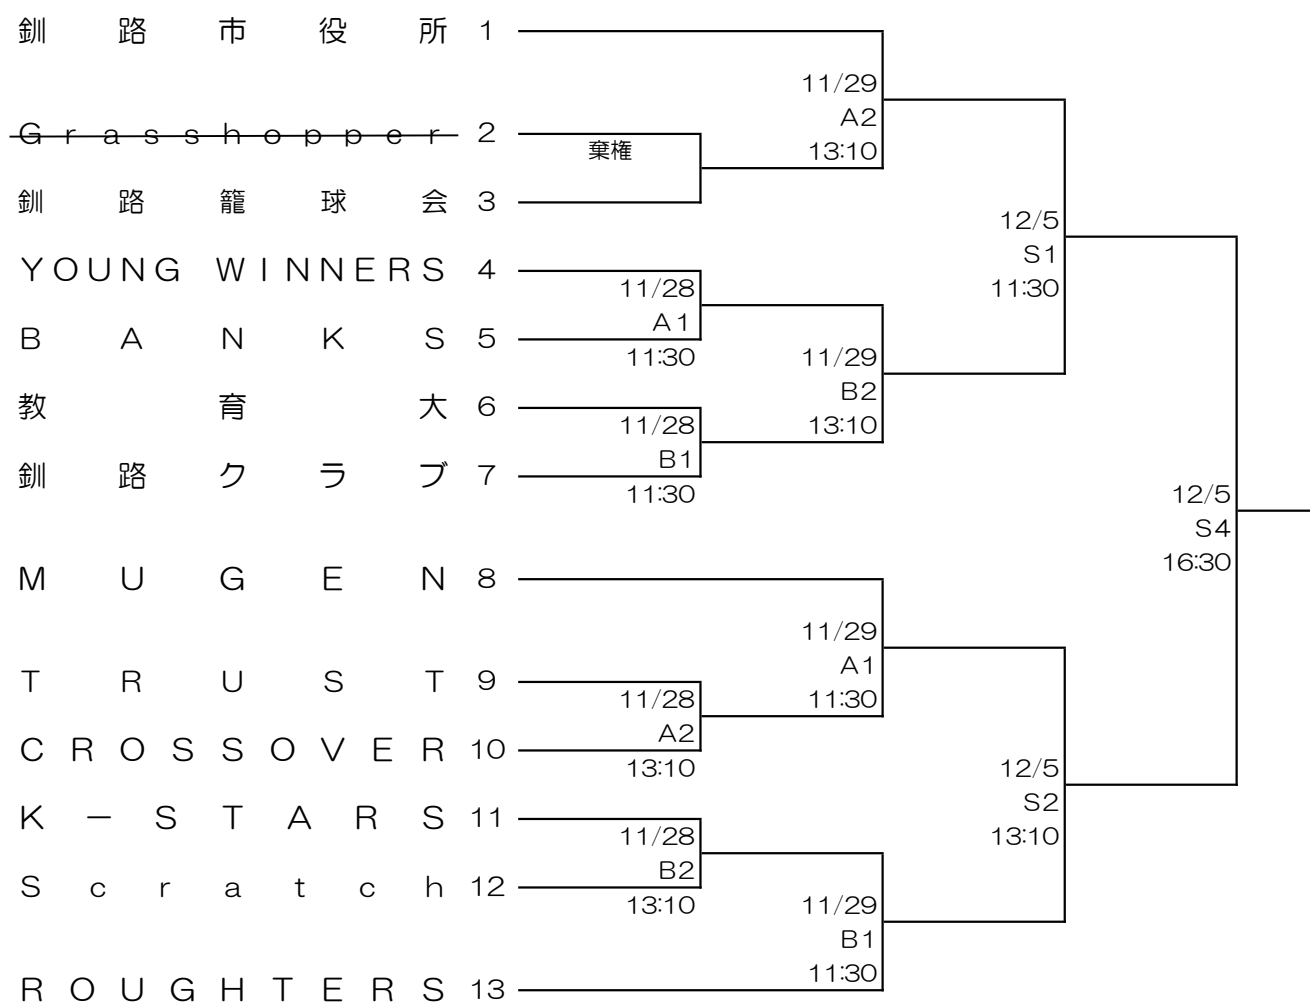 釧路市役所 1
11/29
A2
Grasshopper 2
棄権
13:10
釧路籠球会 3
12/5
S1
YOUNG WINNERS 4
11/28
11:30
A1
BANKS 5
11:30
11/29
B2
教育大 6
11/28
13:10
B1
釧路クラブ 7
11:30
12/5
S4
16:30
MUGEN 8
11/29
A1
TRUST 9
11/28
11:30
A2
CROSSOVER 10
13:10
12/5
S2
K－STARS 11
11/28
13:10
B2
Scratch 12
13:10
11/29
B1
11:30
ROUGHTERS 13